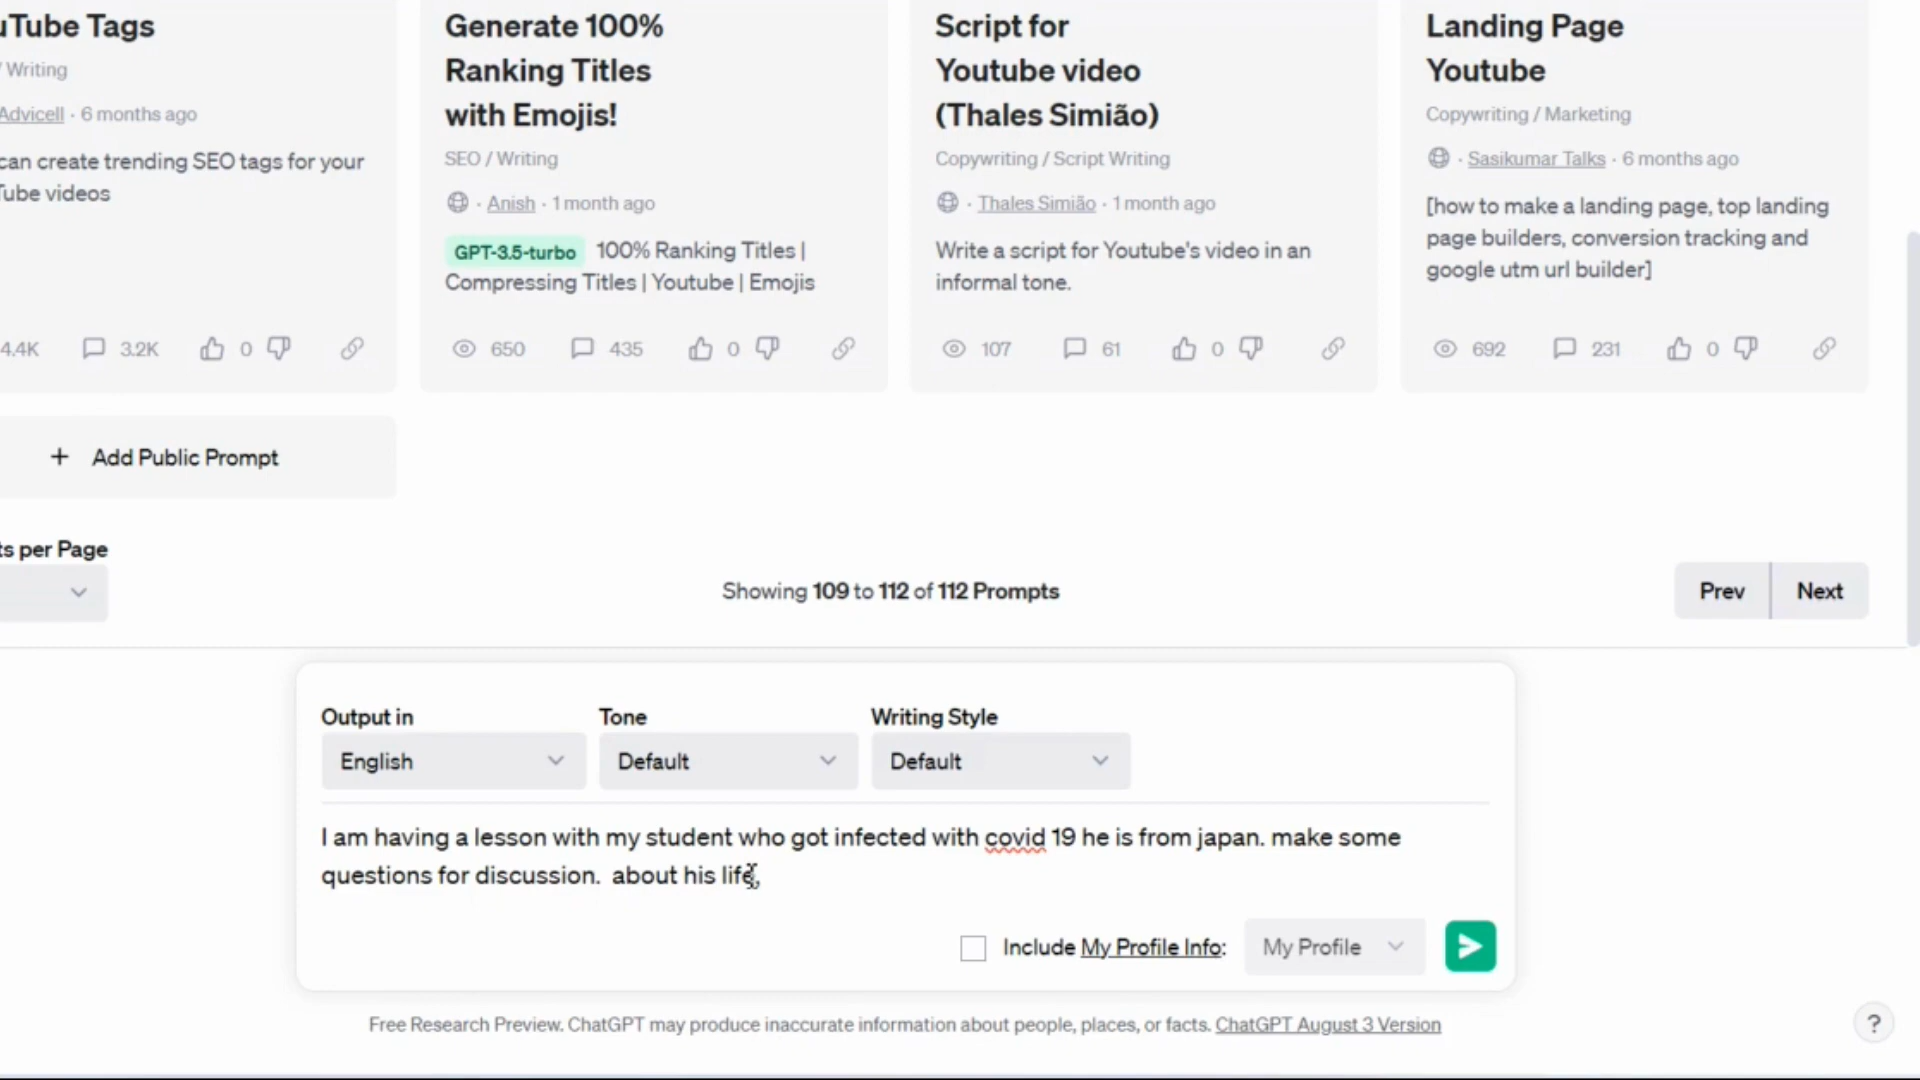 uTube Tags
/ Writing
Advicell · 6 months ago
can create trending SEO tags for your
Tube videos
4.4K 3.2K 0
Generate 100%
Ranking Titles
with Emojis!
SEO / Writing
· Anish · 1 month ago
GPT-3.5-turbo 100% Ranking Titles |
Compressing Titles | Youtube | Emojis
650 435 0
Script for
Youtube video
(Thales Simião)
Copywriting / Script Writing
· Thales Simião · 1 month ago
Write a script for Youtube's video in an
informal tone.
107 61 0
Landing Page
Youtube
Copywriting / Marketing
· Sasikumar Talks · 6 months ago
[how to make a landing page, top landing
page builders, conversion tracking and
google utm url builder]
692 231 0
+ Add Public Prompt
ts per Page
Showing 109 to 112 of 112 Prompts
Prev Next
Output in Tone Writing Style
English Default Default
I am having a lesson with my student who got infected with covid 19 he is from japan. make some
questions for discussion.  about his life,
Include My Profile Info: My Profile
Free Research Preview. ChatGPT may produce inaccurate information about people, places, or facts. ChatGPT August 3 Version
?